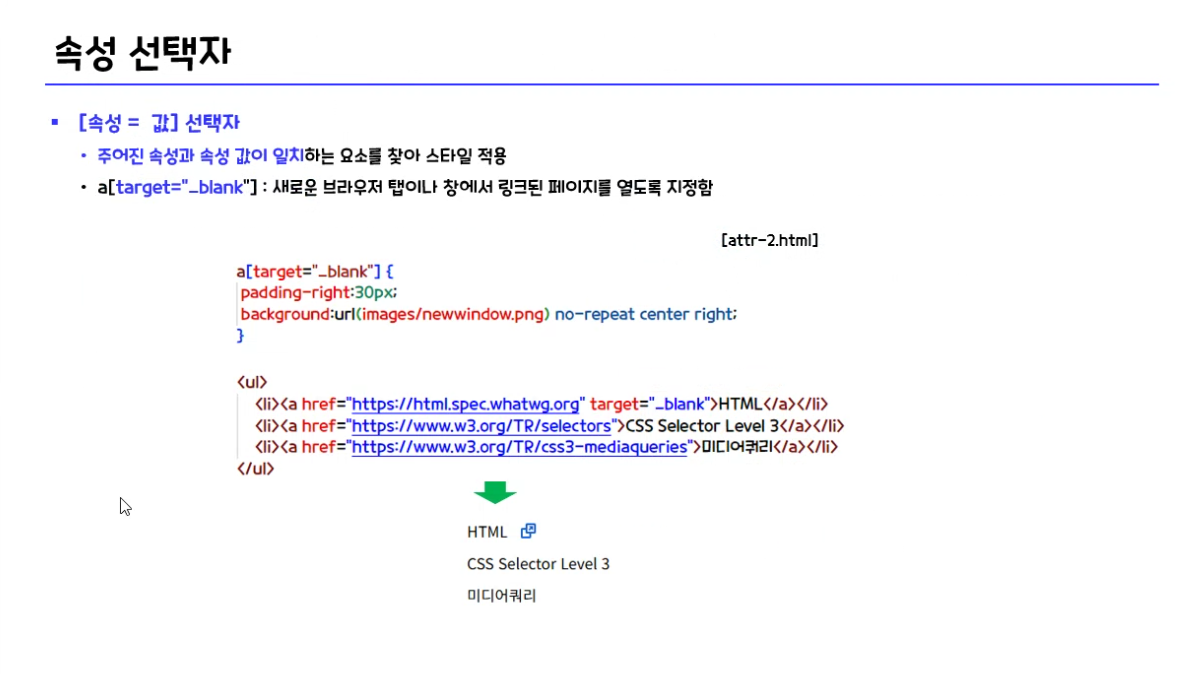 속성 선택자
[속성 = 값] 선택자
주어진 속성과 속성 값이 일치하는 요소를 찾아 스타일 적용
a[target="_blank"] : 새로운 브라우저 탭이나 창에서 링크된 페이지를 열도록 지정함
[attr-2.html]
a[target="_blank"] {
padding-right:30px;
background:url(images/newwindow.png) no-repeat center right;
}
<ul>
<li><a href="https://html.spec.whatwg.org" target="_blank">HTML</a></li>
<li><a href="https://www.w3.org/TR/selectors">CSS Selector Level 3</a></li>
<li><a href="https://www.w3.org/TR/css3-mediaqueries">미디어쿼리</a></li>
</ul>
HTML
CSS Selector Level 3
미디어쿼리